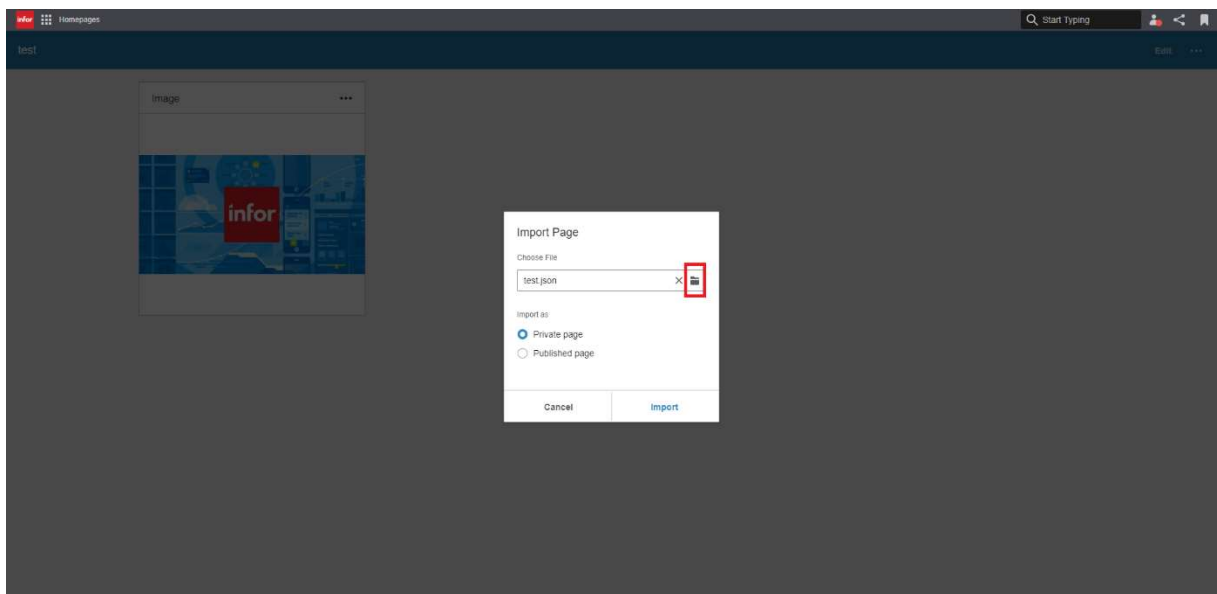 infor Homepages Start Typing
test Edit
Image
infor
Import Page
Choose File
test.json
Import as
Private page
Published page
Cancel Import